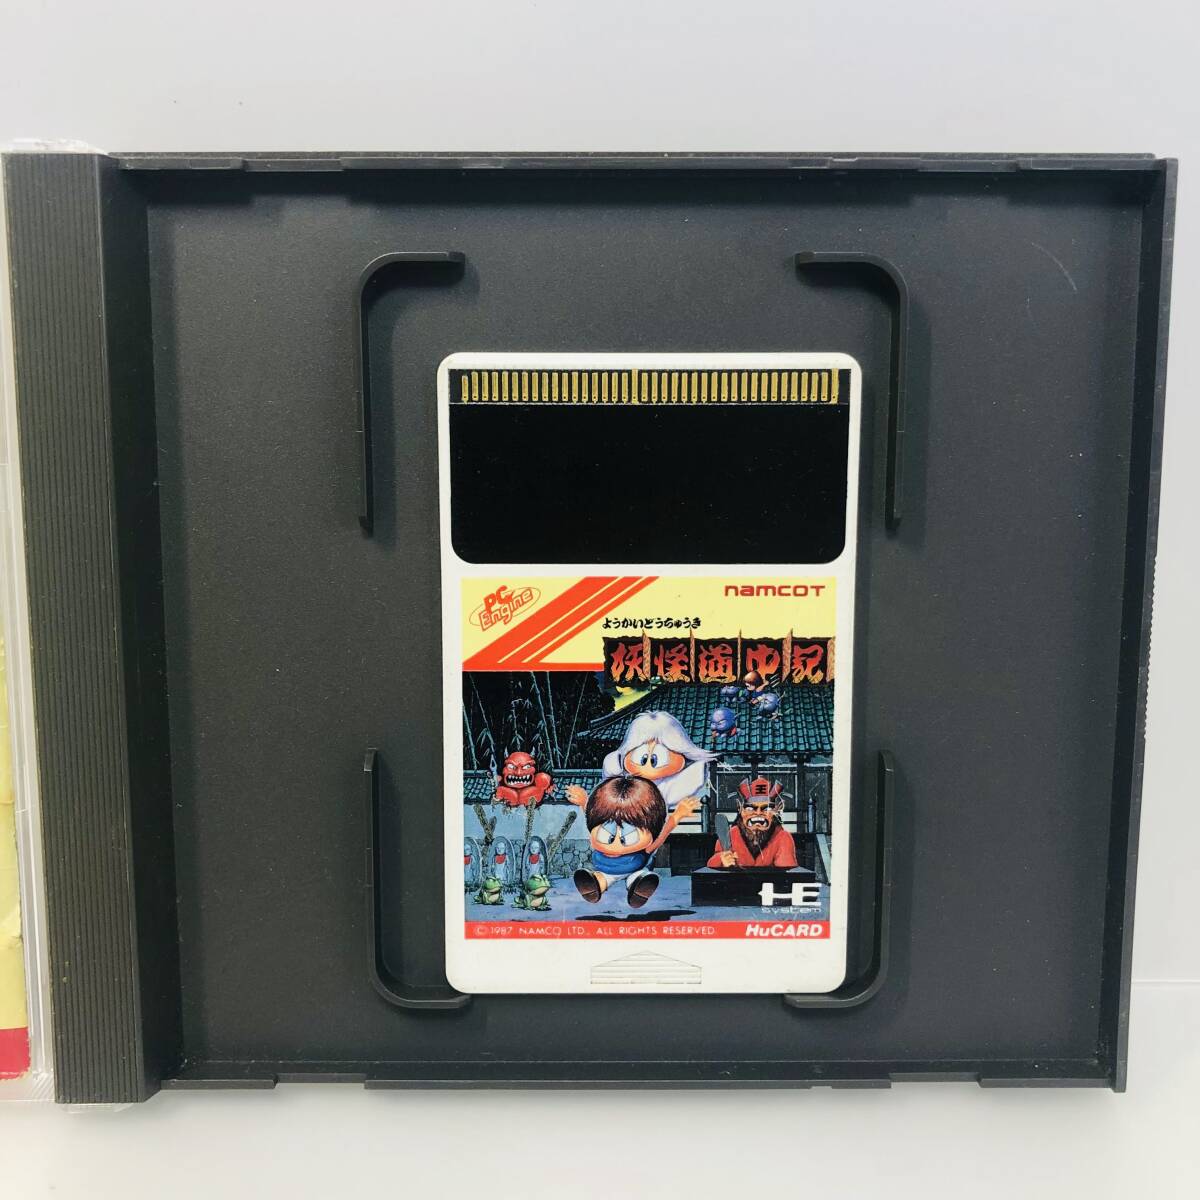 PC Engine
namcot
ようかいどうちゅうき
妖怪道中記
王
HE system
© 1987 NAMCO LTD., ALL RIGHTS RESERVED.
HuCARD